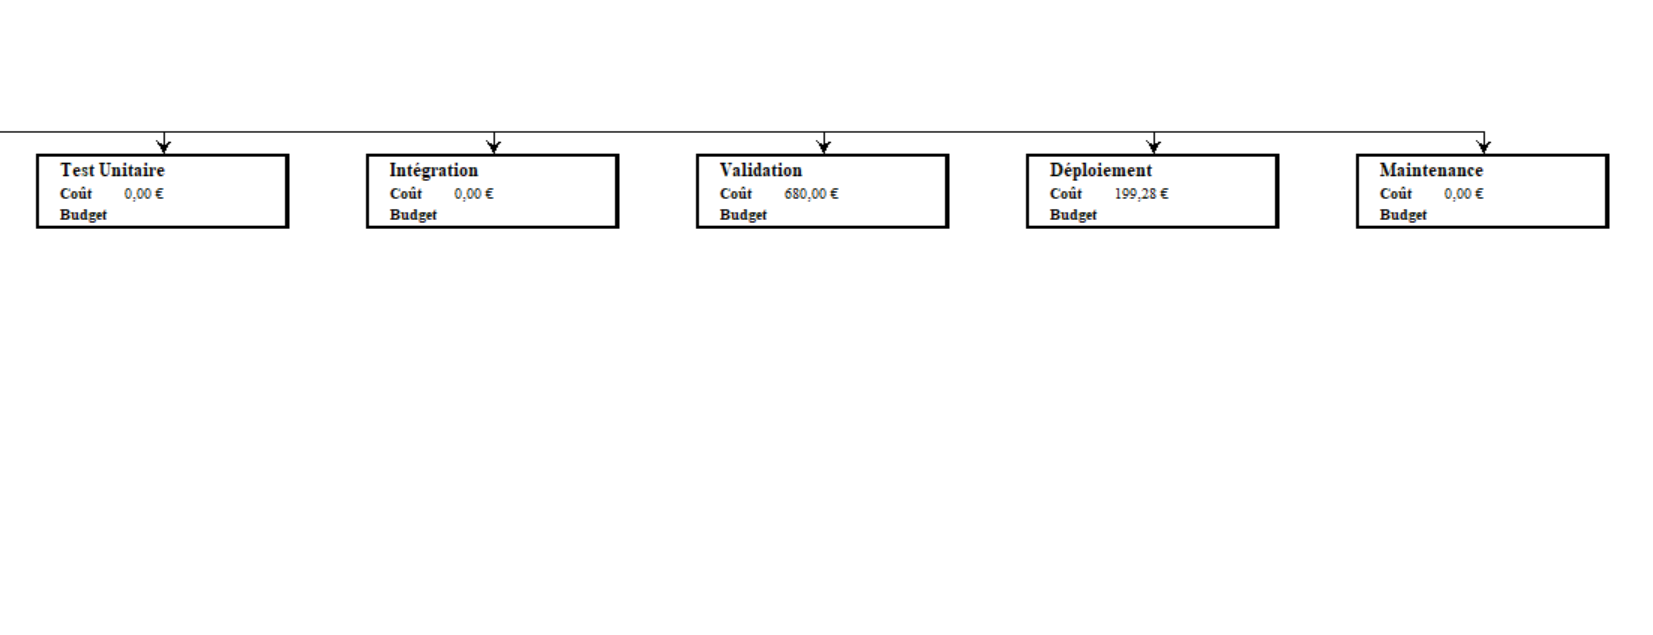 Test Unitaire
Coût 0,00 €
Budget
Intégration
Coût 0,00 €
Budget
Validation
Coût 680,00 €
Budget
Déploiement
Coût 199,28 €
Budget
Maintenance
Coût 0,00 €
Budget